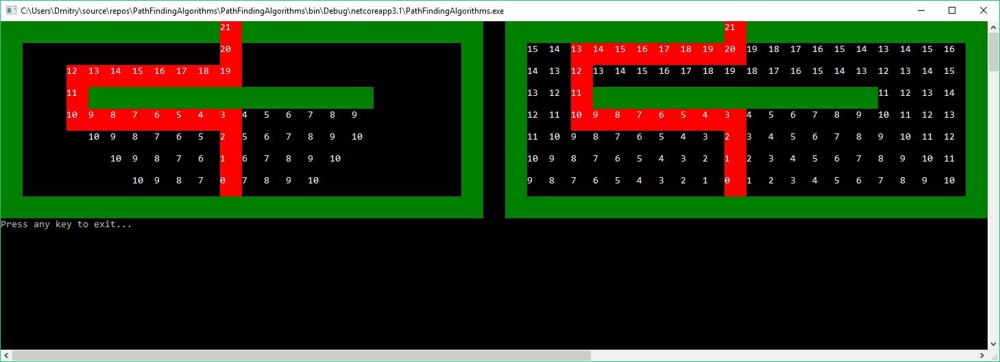 C:\Users\Dmitry\source\repos\PathFindingAlgorithms\PathFindingAlgorithms\bin\Debug\netcoreapp3.1\PathFindingAlgorithms.exe
21 21
20 15 14 13 14 15 16 17 18 19 20 19 18 17 16 15 14 13 14 15 16
12 13 14 15 16 17 18 19 14 13 12 13 14 15 16 17 18 19 18 17 16 15 14 13 12 13 14 15
11 13 12 11 11 12 13 14
10 9 8 7 6 5 4 3 4 5 6 7 8 9 12 11 10 9 8 7 6 5 4 3 4 5 6 7 8 9 10 11 12 13
10 9 8 7 6 5 2 5 6 7 8 9 10 11 10 9 8 7 6 5 4 3 2 3 4 5 6 7 8 9 10 11 12
10 9 8 7 6 1 6 7 8 9 10 10 9 8 7 6 5 4 3 2 1 2 3 4 5 6 7 8 9 10 11
10 9 8 7 0 7 8 9 10 9 8 7 6 5 4 3 2 1 0 1 2 3 4 5 6 7 8 9 10
Press any key to exit...